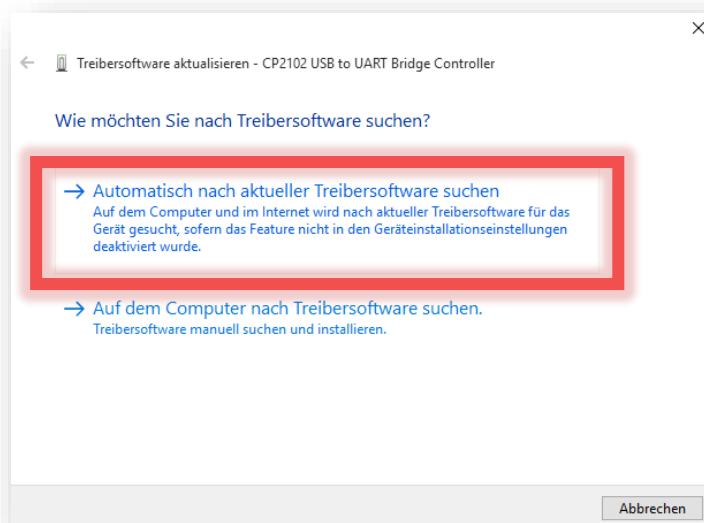 Treibersoftware aktualisieren - CP2102 USB to UART Bridge Controller
Wie möchten Sie nach Treibersoftware suchen?
Automatisch nach aktueller Treibersoftware suchen
Auf dem Computer und im Internet wird nach aktueller Treibersoftware für das
Gerät gesucht, sofern das Feature nicht in den Geräteinstallationseinstellungen
deaktiviert wurde.
Auf dem Computer nach Treibersoftware suchen.
Treibersoftware manuell suchen und installieren.
Abbrechen